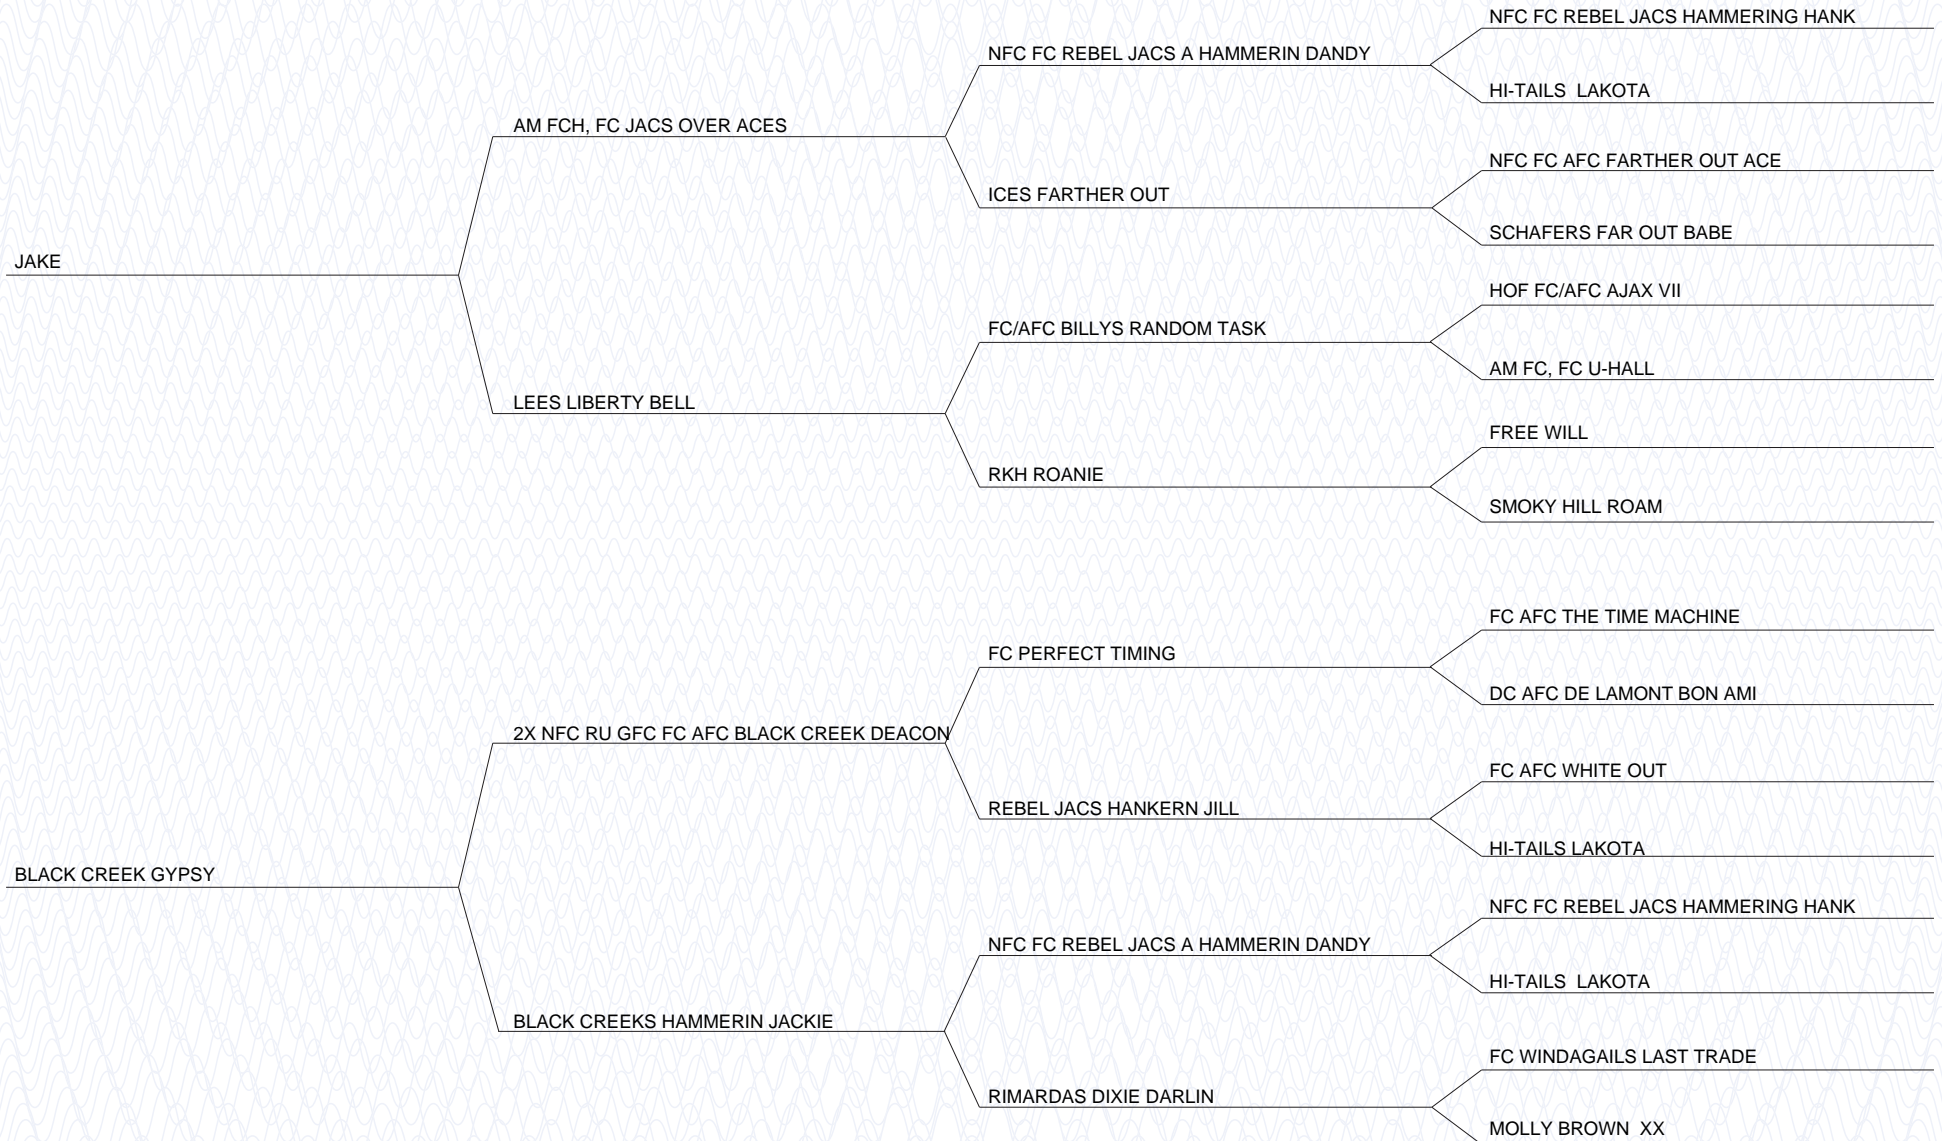 NFC FC REBEL JACS HAMMERING HANK
NFC FC REBEL JACS A HAMMERIN DANDY
HI-TAILS  LAKOTA
AM FCH, FC JACS OVER ACES
NFC FC AFC FARTHER OUT ACE
ICES FARTHER OUT
SCHAFERS FAR OUT BABE
JAKE
HOF FC/AFC AJAX VII
FC/AFC BILLYS RANDOM TASK
AM FC, FC U-HALL
LEES LIBERTY BELL
FREE WILL
RKH ROANIE
SMOKY HILL ROAM
FC AFC THE TIME MACHINE
FC PERFECT TIMING
DC AFC DE LAMONT BON AMI
2X NFC RU GFC FC AFC BLACK CREEK DEACON
FC AFC WHITE OUT
REBEL JACS HANKERN JILL
HI-TAILS LAKOTA
BLACK CREEK GYPSY
NFC FC REBEL JACS HAMMERING HANK
NFC FC REBEL JACS A HAMMERIN DANDY
HI-TAILS  LAKOTA
BLACK CREEKS HAMMERIN JACKIE
FC WINDAGAILS LAST TRADE
RIMARDAS DIXIE DARLIN
MOLLY BROWN  XX